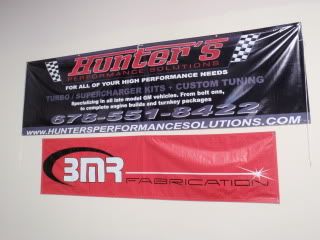 Hunter's
PERFORMANCE SOLUTIONS
FOR ALL OF YOUR HIGH PERFORMANCE NEEDS
TURBO / SUPERCHARGER KITS + CUSTOM TUNING
Specializing in all late model GM vehicles. From bolt ons,
to complete engine builds and turnkey packages
678-551-8222
WWW.HUNTERSPERFORMANCESOLUTIONS.COM
BMR
FABRICATION